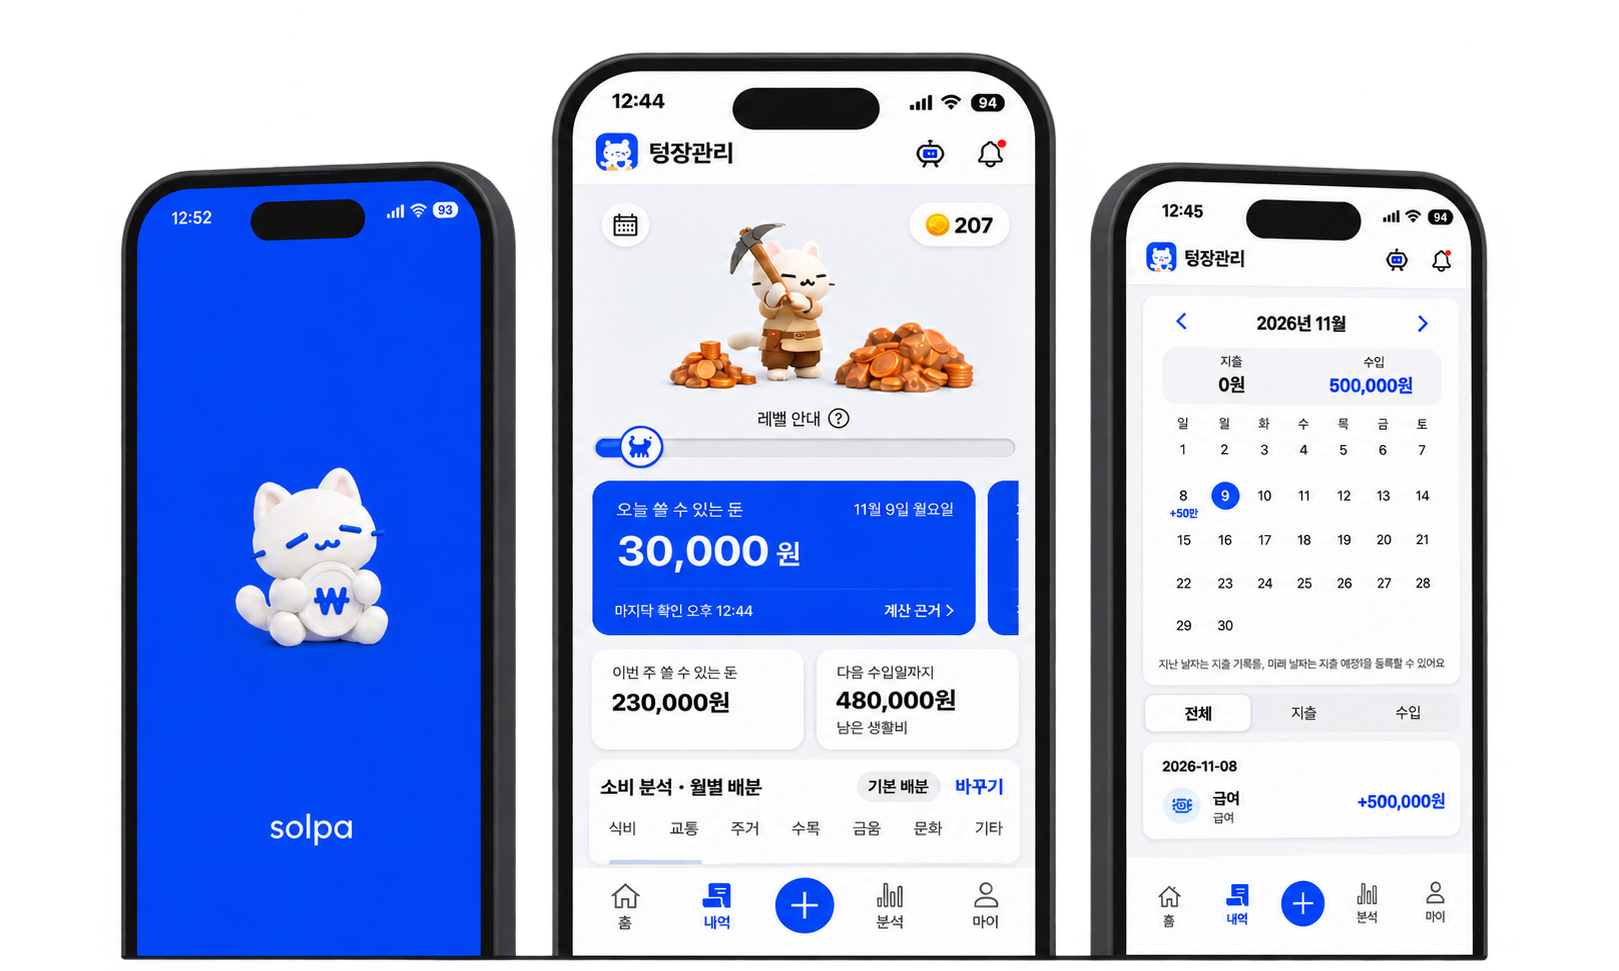 12:52
93
₩
solpa
12:44
94
텅장관리
207
레밸 안내 ?
오늘 쓸 수 있는 둔
11월 9일 월요일
30,000 원
마지닥 확인 오후 12:44
계산 곤거
이번 주 쓸 수 있는 둔
230,000원
다음 수입일까지
480,000원
남은 생활비
소비 분석 · 월별 배분
기본 배분
바꾸기
식비 교통 주거 수목 금융 문화 기타
홈 내역 분석 마이
12:45
94
텅장관리
2026년 11월
지출 수입
0원 500,000원
일 월 화 수 목 금 토
1 2 3 4 5 6 7
8 9 10 11 12 13 14
+50만
15 16 17 18 19 20 21
22 23 24 25 26 27 28
29 30
지난 날짜는 지출 기록을, 미레 날짜는 지출 예정을 등록할 수 있어요
전체 지출 수입
2026-11-08
급여
+500,000원
급여
홈 내역 분석 마이